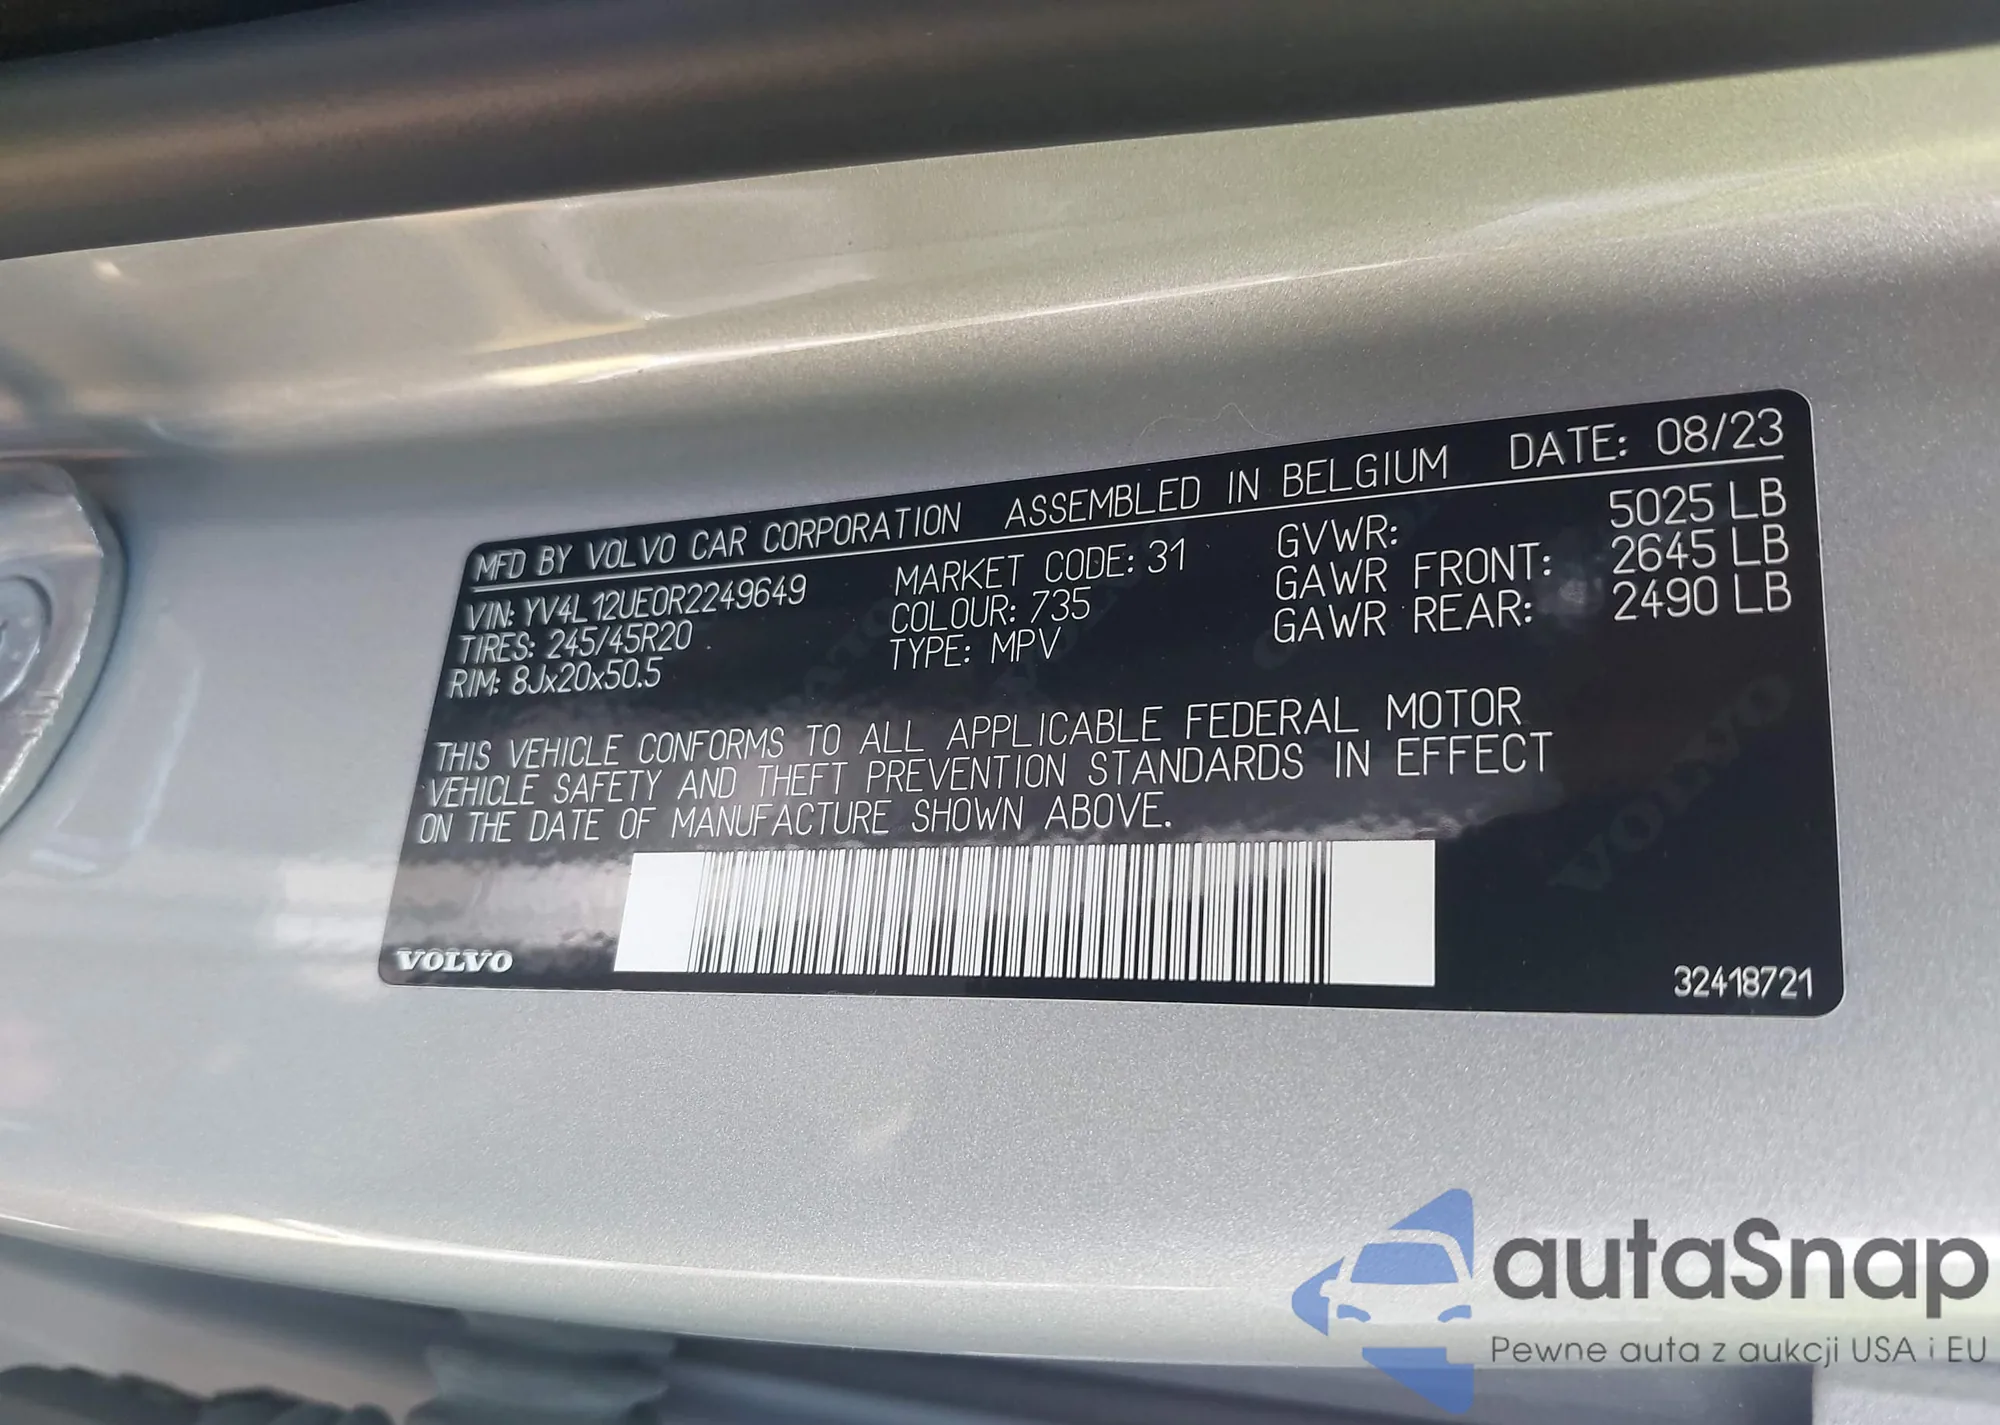 MFD BY VOLVO CAR CORPORATION ASSEMBLED IN BELGIUM DATE: 08/23
VIN: YV4L12UE0R2249649 MARKET CODE: 31 GVWR: 5025 LB
TIRES: 245/45R20 COLOUR: 735 GAWR FRONT: 2645 LB
RIM: 8Jx20x50.5 TYPE: MPV GAWR REAR: 2490 LB
THIS VEHICLE CONFORMS TO ALL APPLICABLE FEDERAL MOTOR
VEHICLE SAFETY AND THEFT PREVENTION STANDARDS IN EFFECT
ON THE DATE OF MANUFACTURE SHOWN ABOVE.
VOLVO
32418721
autaSnap
Pewne auta z aukcji USA i EU